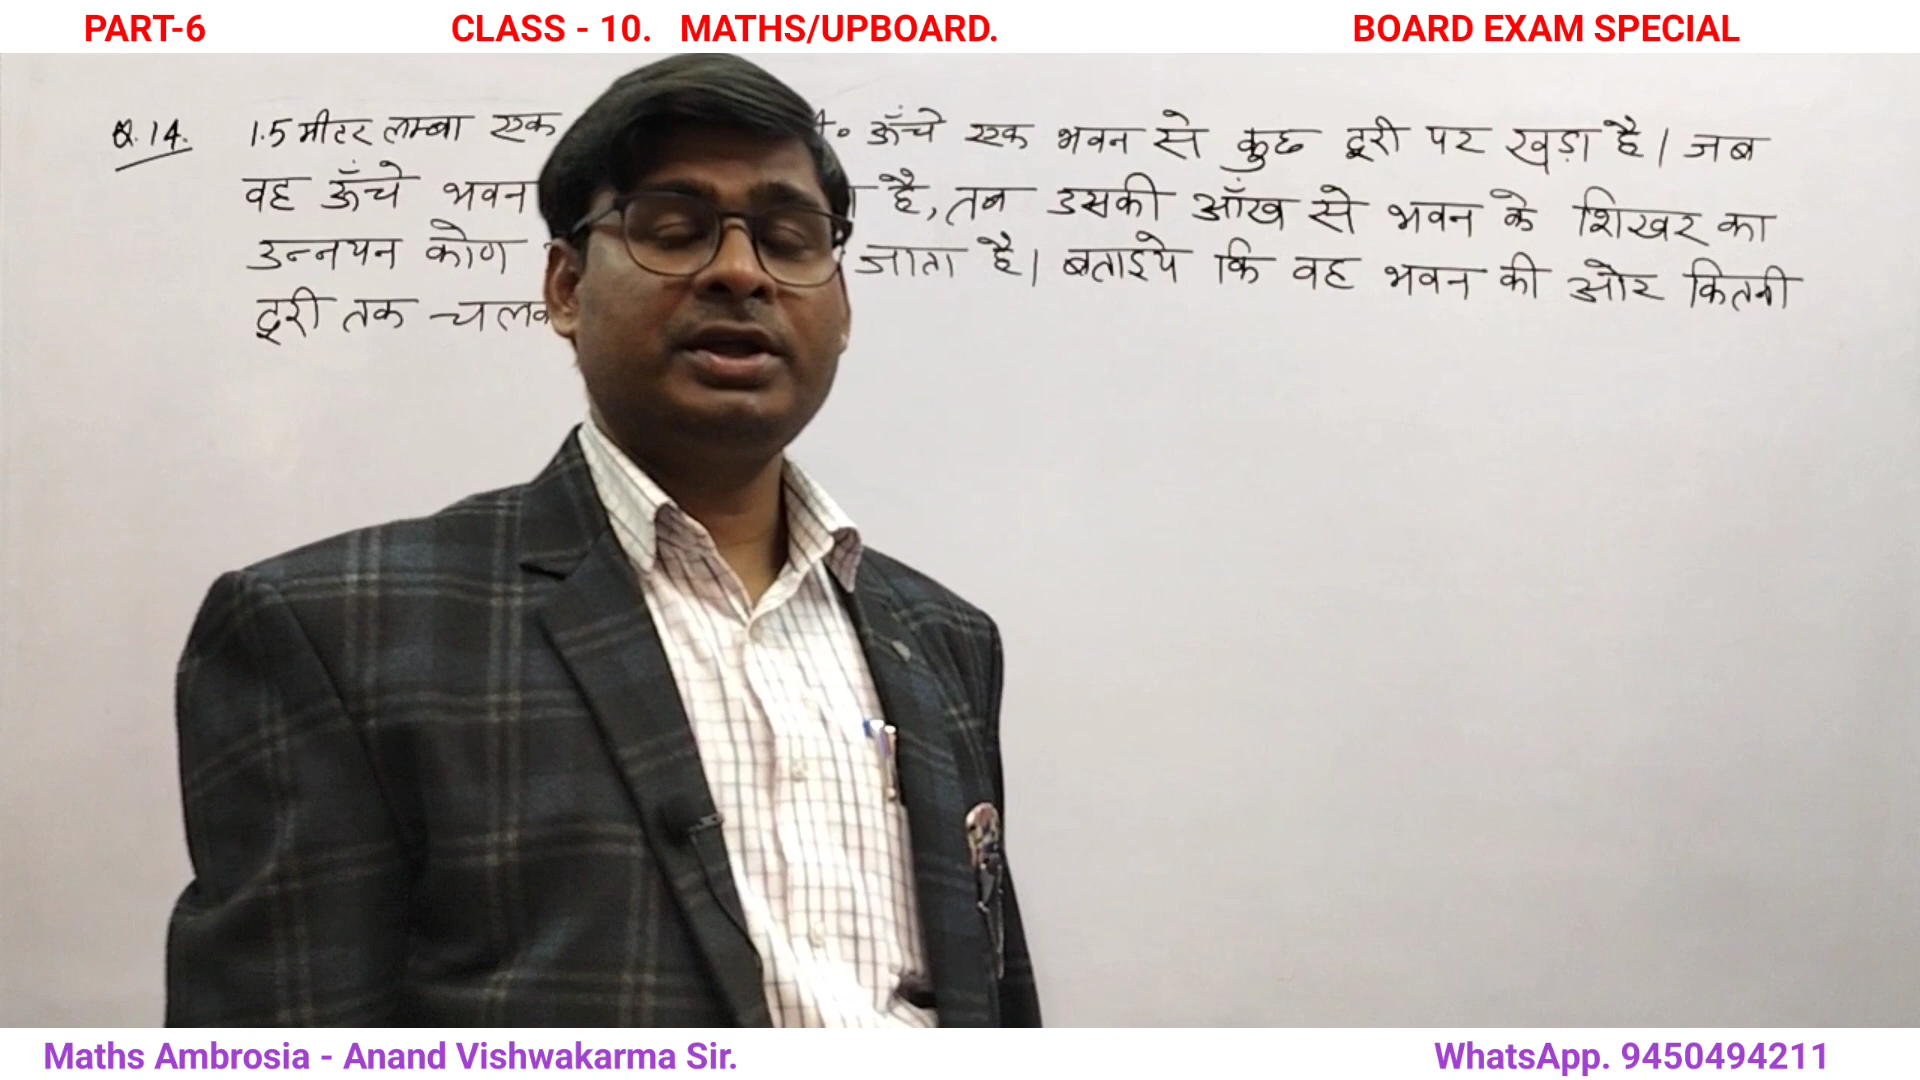 PART-6 CLASS - 10. MATHS/UPBOARD. BOARD EXAM SPECIAL
Q.14. 1.5 मीटर लम्बा एक ऊँचे एक भवन से कुछ दूरी पर खड़ा है। जब
वह ऊँचे भवन है, तब उसकी आँख से भवन के शिखर का
उन्नयन कोण जाता है। बताइये कि वह भवन की ओर कितनी
दूरी तक
Maths Ambrosia - Anand Vishwakarma Sir. WhatsApp. 9450494211